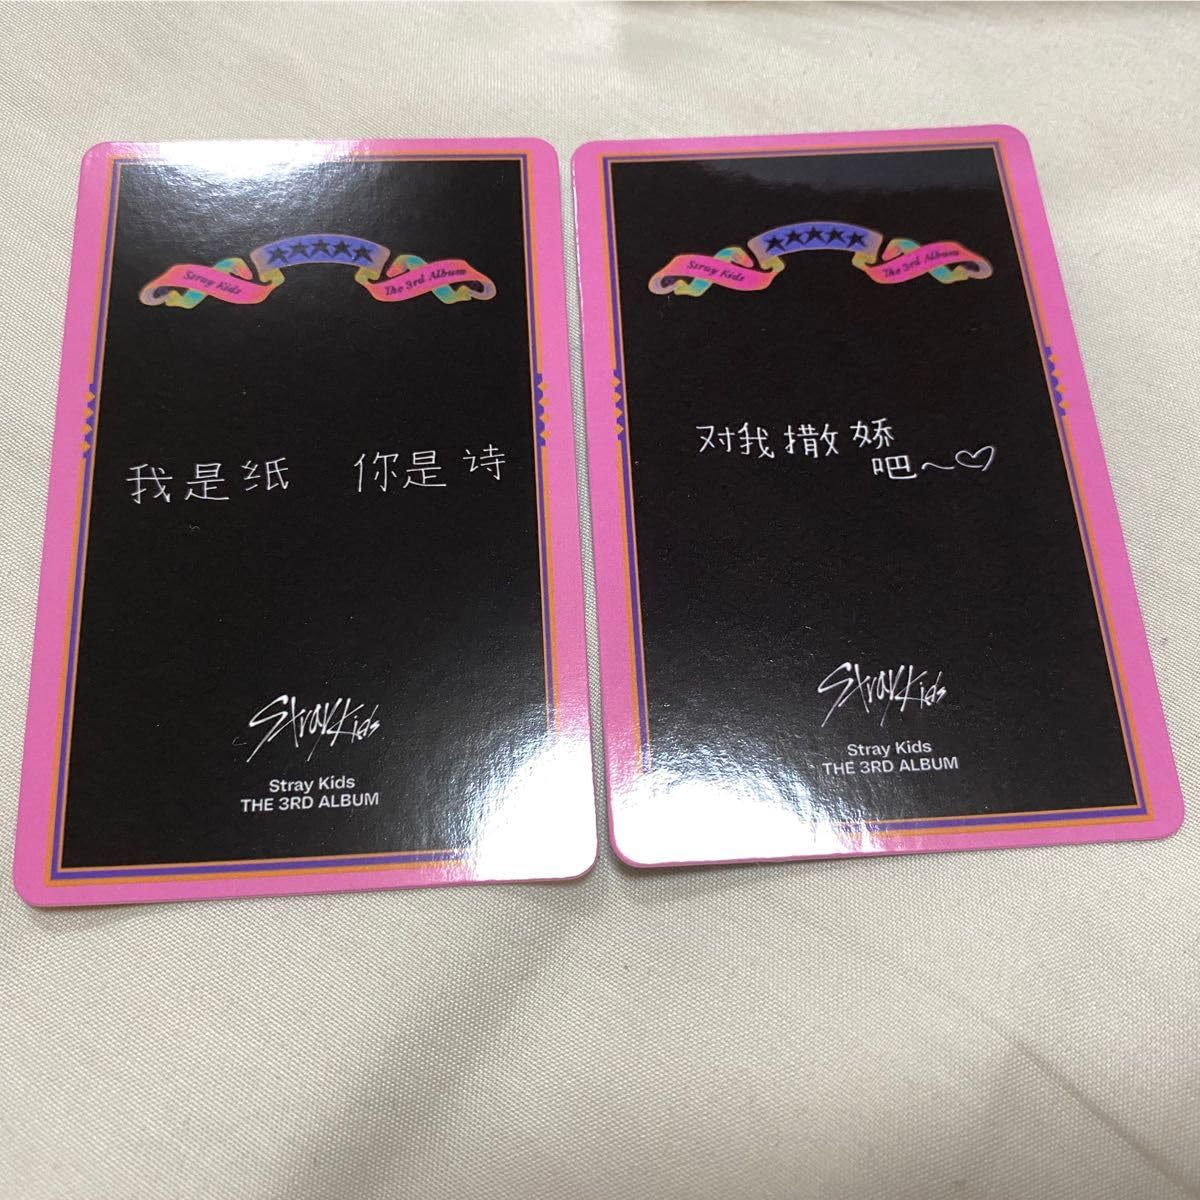 ★★★★★
Stray Kids
The 3rd Album
我是纸 你是诗
Stray Kids
Stray Kids
THE 3RD ALBUM
★★★★★
Stray Kids
The 3rd Album
对我撒娇
吧~♡
Stray Kids
Stray Kids
THE 3RD ALBUM